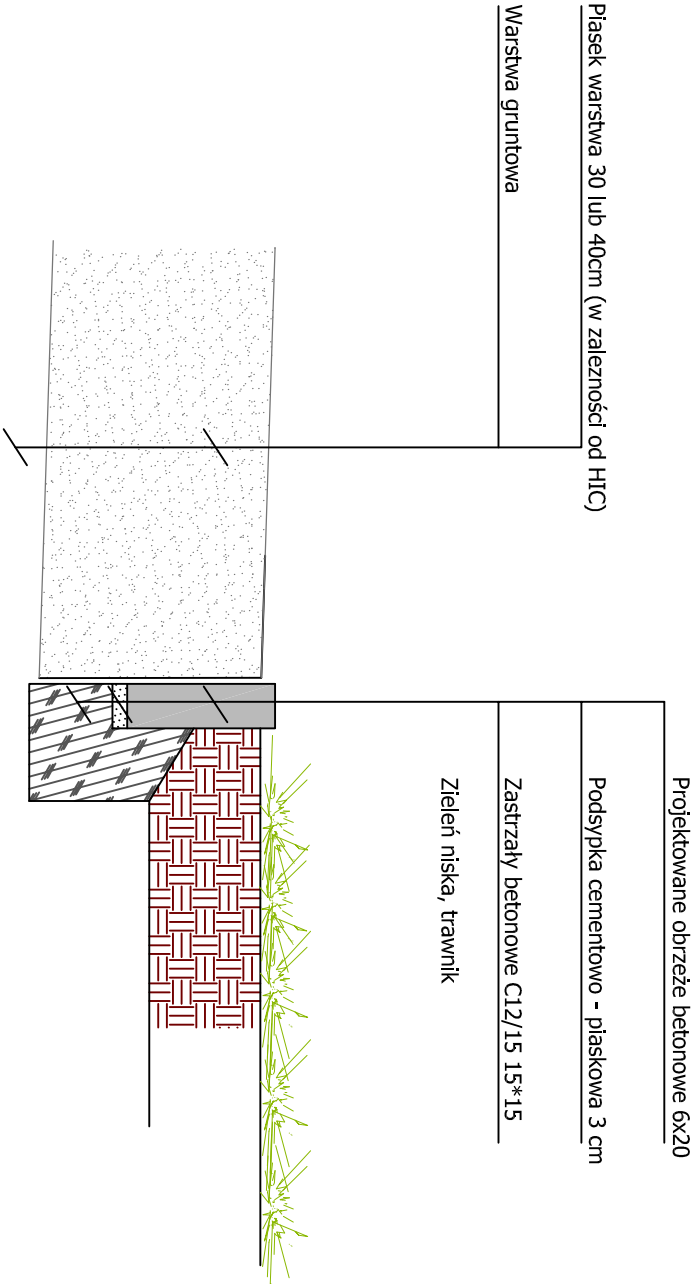 Piasek warstwa 30 lub 40cm (w zalezności od HIC)
Warstwa gruntowa
Projektowane obrzeże betonowe 6x20
Podsypka cementowo - piaskowa 3 cm
Zastrzały betonowe C12/15 15*15
Zieleń niska, trawnik